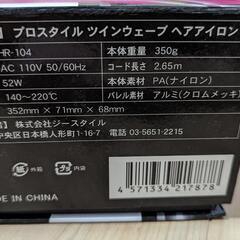 プロスタイル ツインウェーブ ヘアアイロン
HR-104 本体重量 350g
AC 110V 50/60Hz コード長さ 2.65m
52W 本体素材 PA(ナイロン)
140~220℃ バレル素材 アルミ(クロムメッキ)
352mm×71mm×68mm
株式会社ジースタイル
中央区日本橋人形町1-16-7 電話 03-5651-2215
外箱 内袋
MADE IN CHINA
4 571334 217878